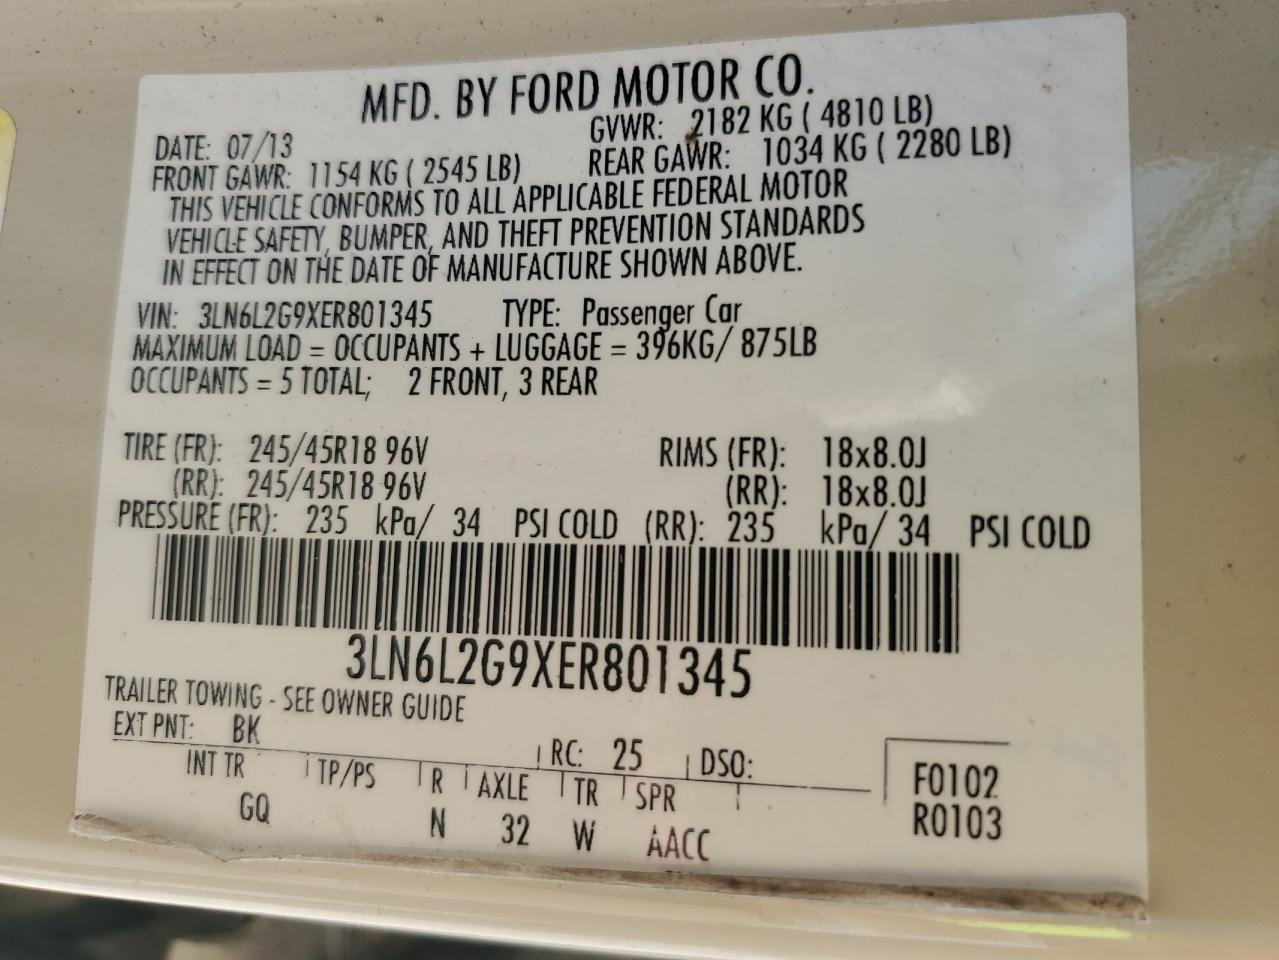 MFD. BY FORD MOTOR CO.
DATE: 07/13 GVWR: 2182 KG ( 4810 LB)
FRONT GAWR: 1154 KG ( 2545 LB) REAR GAWR: 1034 KG ( 2280 LB)
THIS VEHICLE CONFORMS TO ALL APPLICABLE FEDERAL MOTOR
VEHICLE SAFETY, BUMPER, AND THEFT PREVENTION STANDARDS
IN EFFECT ON THE DATE OF MANUFACTURE SHOWN ABOVE.
VIN: 3LN6L2G9XER801345 TYPE: Passenger Car
MAXIMUM LOAD = OCCUPANTS + LUGGAGE = 396KG/ 875LB
OCCUPANTS = 5 TOTAL; 2 FRONT, 3 REAR
TIRE (FR): 245/45R18 96V RIMS (FR): 18x8.0J
(RR): 245/45R18 96V (RR): 18x8.0J
PRESSURE (FR): 235 kPa/ 34 PSI COLD (RR): 235 kPa/ 34 PSI COLD
3LN6L2G9XER801345
TRAILER TOWING - SEE OWNER GUIDE
EXT PNT: BK RC: 25 DSO:
INT TR TP/PS R AXLE TR SPR F0102
GQ N 32 W AACC R0103